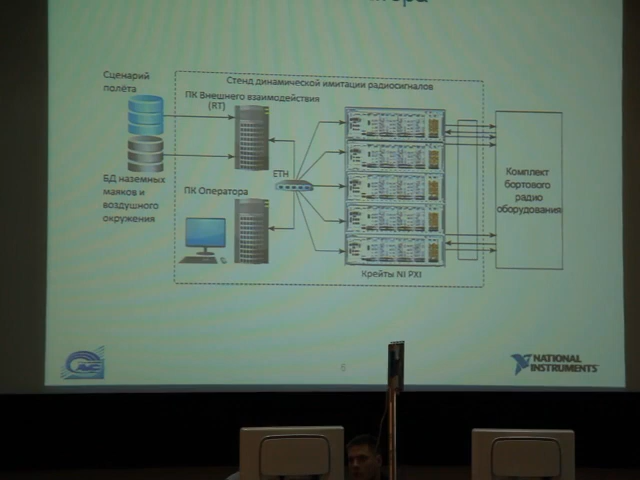 Сценарий
полёта
Стенд динамической имитации радиосигналов
ПК Внешнего взаимодействия
(RT)
ETH
БД наземных
маяков и
воздушного
окружения
ПК Оператора
Комплект
бортового
радио
оборудования
Крейты NI PXI
6
NATIONAL
INSTRUMENTS